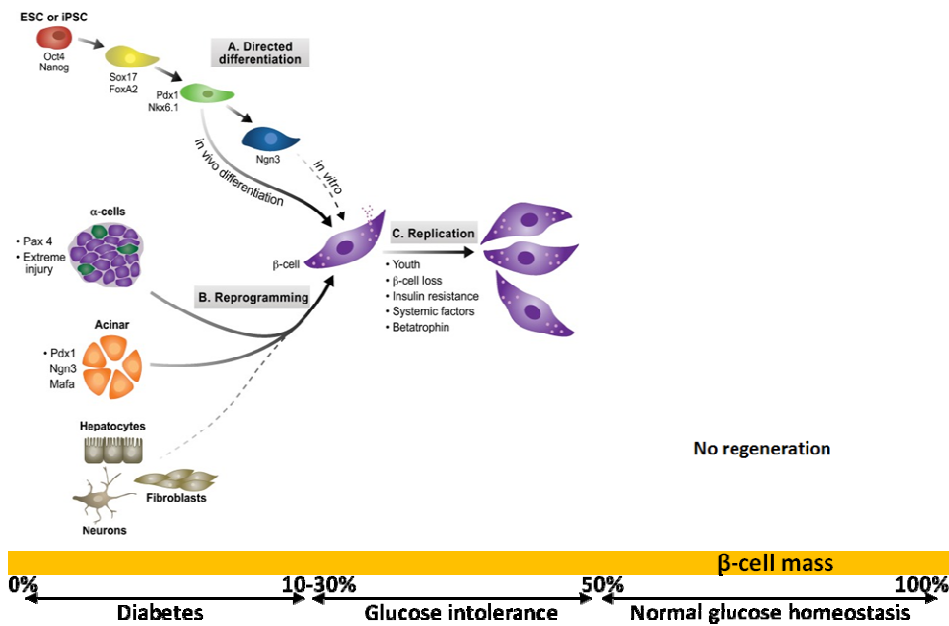 ESC or iPSC
Oct4
Nanog
Sox17
FoxA2
A. Directed
differentiation
Pdx1
Nkx6.1
Ngn3
in vivo differentiation
in vitro
α-cells
• Pax 4
• Extreme
injury
β-cell
C. Replication
• Youth
• β-cell loss
• Insulin resistance
• Systemic factors
• Betatrophin
B. Reprogramming
Acinar
• Pdx1
Ngn3
Mafa
Hepatocytes
Fibroblasts
Neurons
No regeneration
β-cell mass
0% 10-30% 50% 100%
Diabetes Glucose intolerance Normal glucose homeostasis